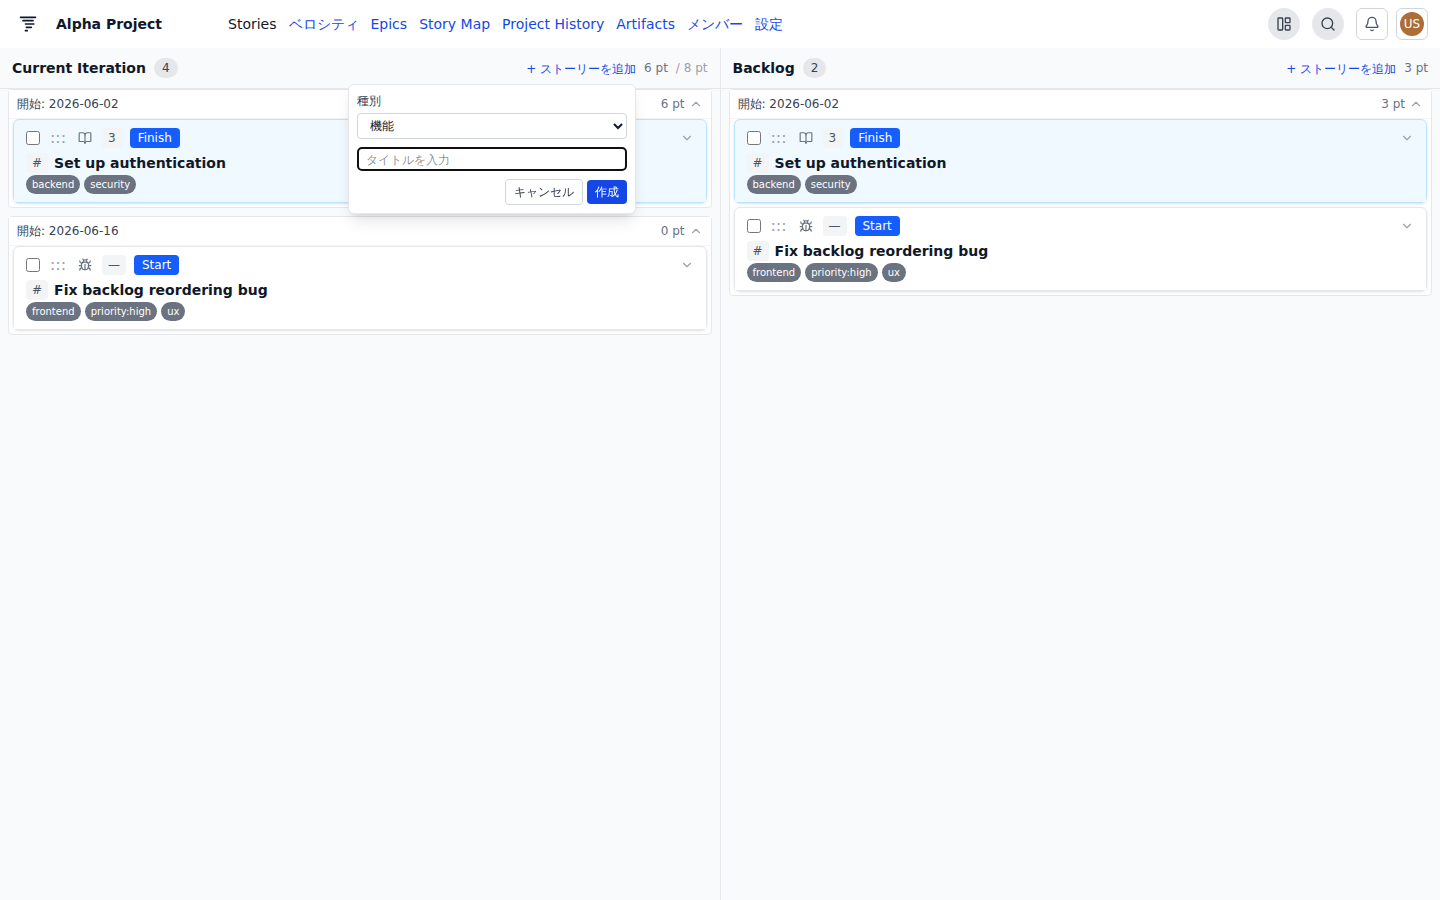 Alpha Project
Stories ベロシティ Epics Story Map Project History Artifacts メンバー 設定
US
Current Iteration 4 + ストーリーを追加 6 pt / 8 pt
開始: 2026-06-02 6 pt
種別
機能
タイトルを入力
キャンセル 作成
3 Finish
# Set up authentication
backend security
開始: 2026-06-16 0 pt
— Start
# Fix backlog reordering bug
frontend priority:high ux
Backlog 2 + ストーリーを追加 3 pt
開始: 2026-06-02 3 pt
3 Finish
# Set up authentication
backend security
— Start
# Fix backlog reordering bug
frontend priority:high ux